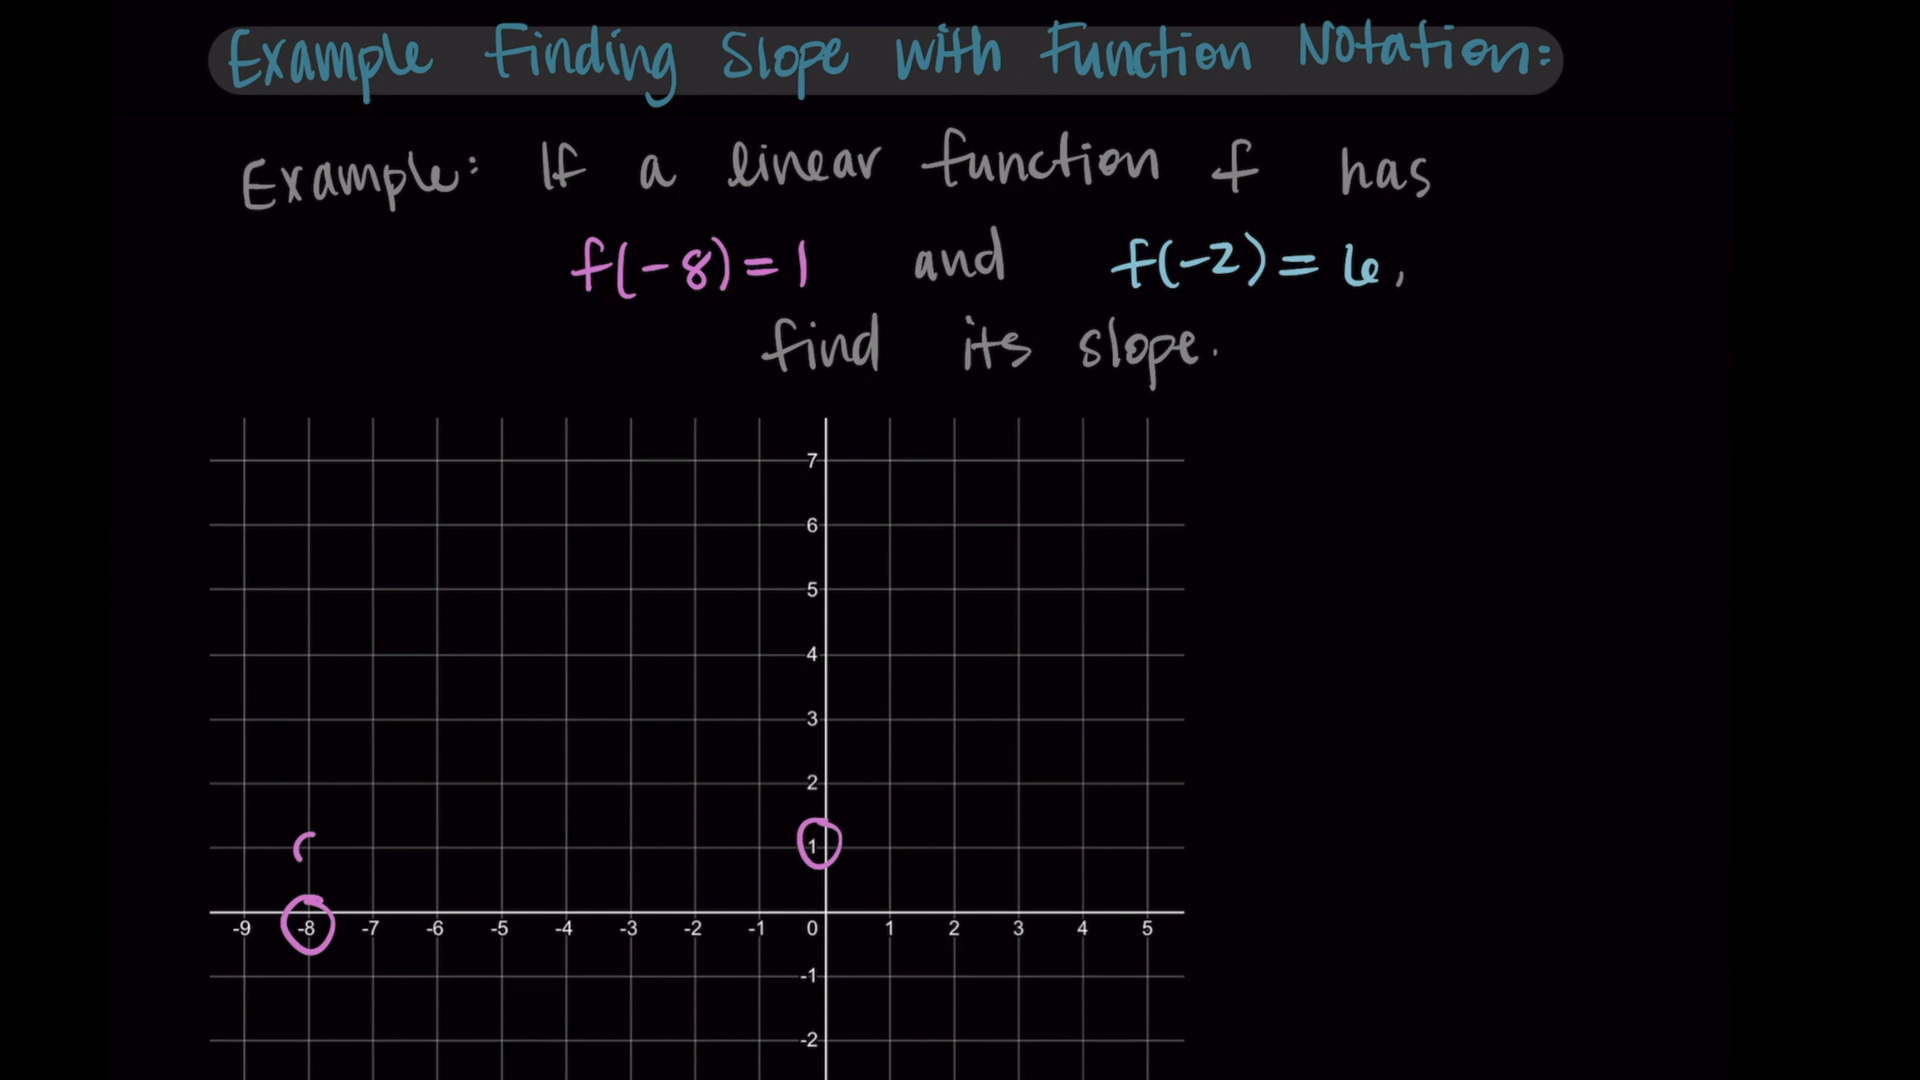 Example Finding Slope with Function Notation:
Example: If a linear function f has
f(-8)=1 and f(-2)=6,
find its slope.
7
6
5
4
3
2
1
-9 -8 -7 -6 -5 -4 -3 -2 -1 0 1 2 3 4 5
-1
-2